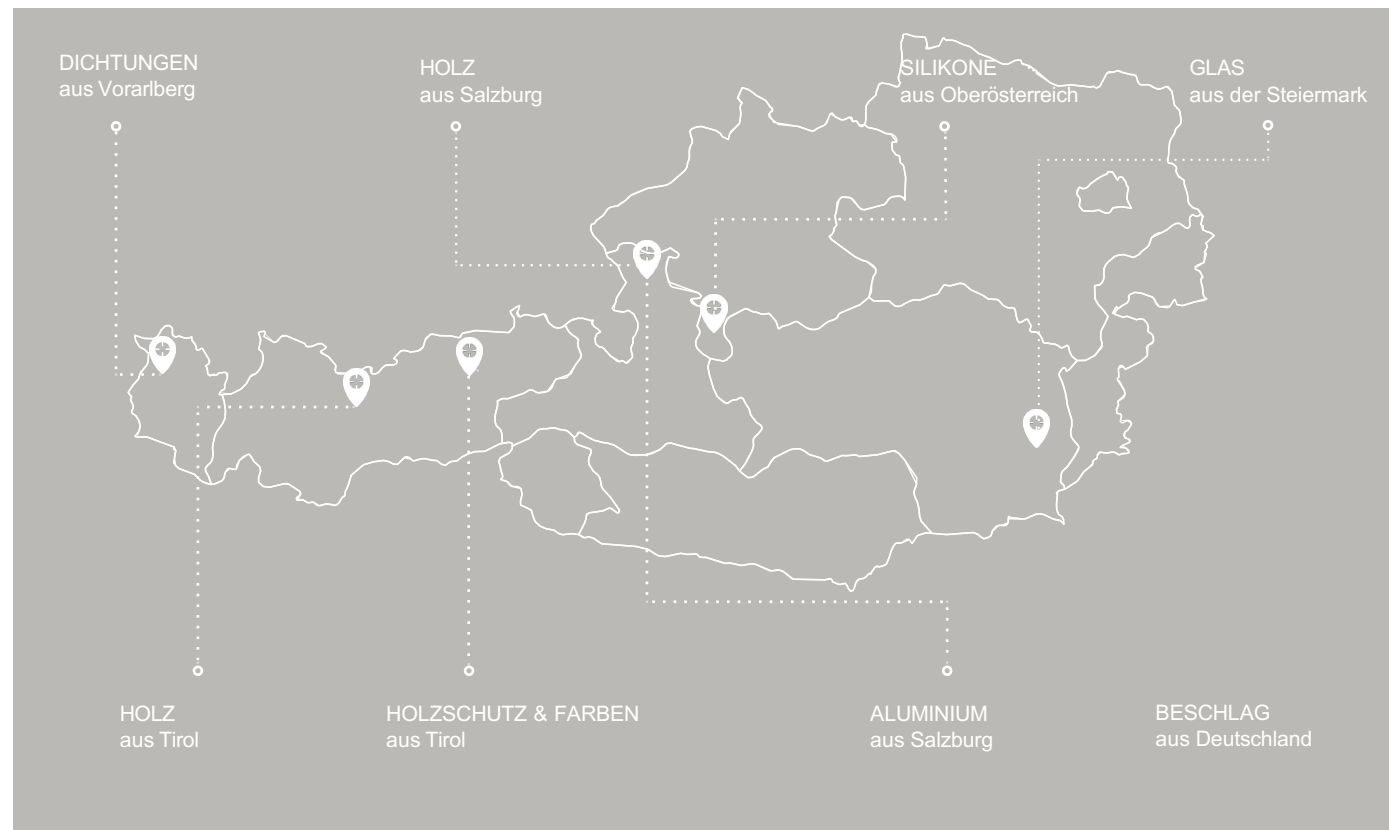 DICHTUNGEN
aus Vorarlberg
HOLZ
aus Salzburg
SILIKONE
aus Oberösterreich
GLAS
aus der Steiermark
HOLZ
aus Tirol
HOLZSCHUTZ & FARBEN
aus Tirol
ALUMINIUM
aus Salzburg
BESCHLAG
aus Deutschland